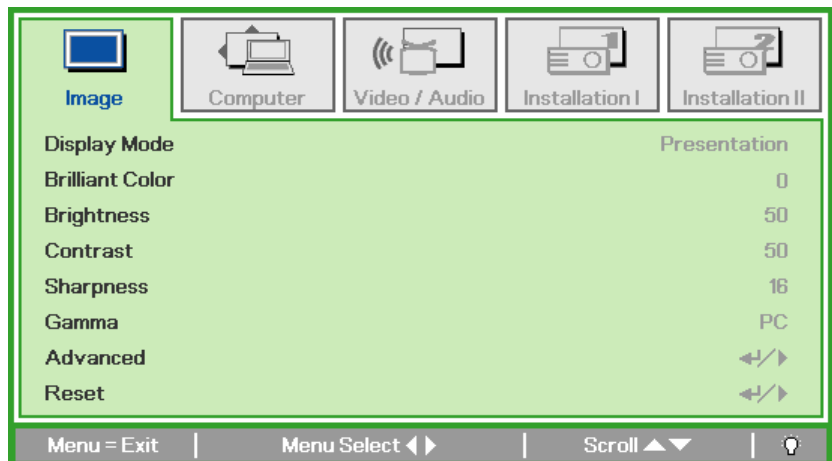 Image Computer Video / Audio Installation I Installation II
Display Mode Presentation
Brilliant Color 0
Brightness 50
Contrast 50
Sharpness 16
Gamma PC
Advanced
Reset
Menu = Exit Menu Select Scroll